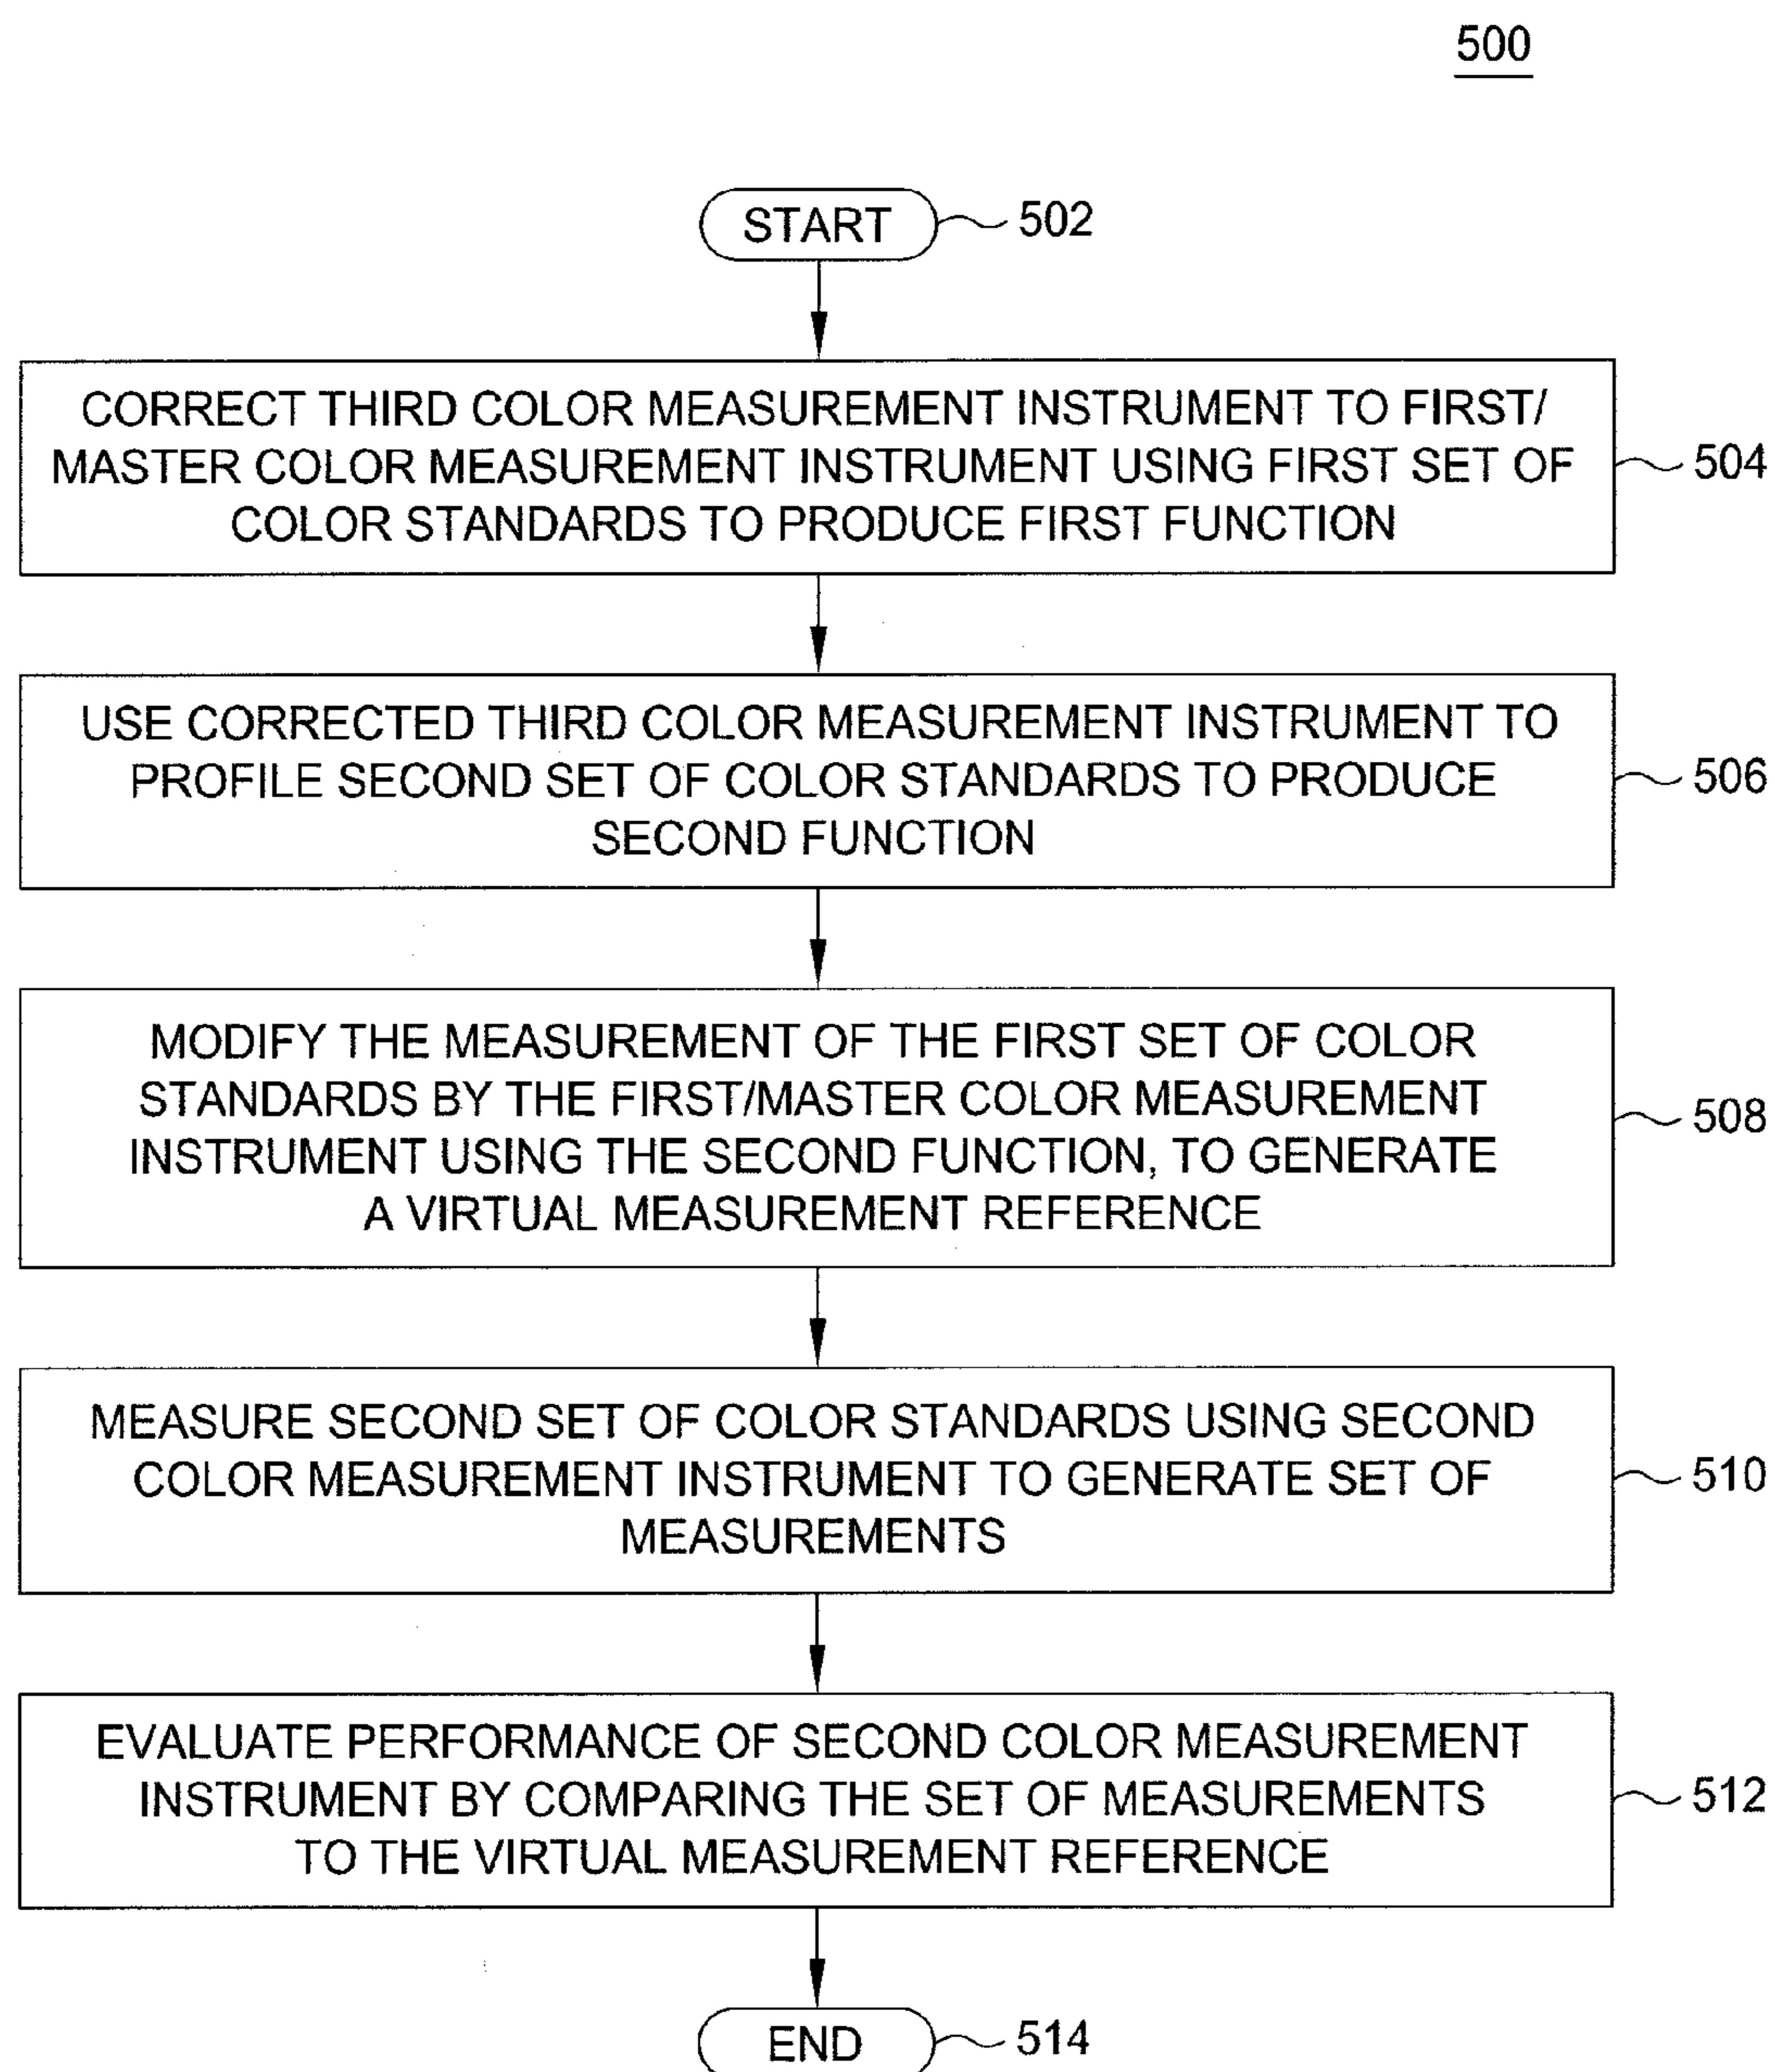 500
START
502
CORRECT THIRD COLOR MEASUREMENT INSTRUMENT TO FIRST/
MASTER COLOR MEASUREMENT INSTRUMENT USING FIRST SET OF
COLOR STANDARDS TO PRODUCE FIRST FUNCTION
504
USE CORRECTED THIRD COLOR MEASUREMENT INSTRUMENT TO
PROFILE SECOND SET OF COLOR STANDARDS TO PRODUCE
SECOND FUNCTION
506
MODIFY THE MEASUREMENT OF THE FIRST SET OF COLOR
STANDARDS BY THE FIRST/MASTER COLOR MEASUREMENT
INSTRUMENT USING THE SECOND FUNCTION, TO GENERATE
A VIRTUAL MEASUREMENT REFERENCE
508
MEASURE SECOND SET OF COLOR STANDARDS USING SECOND
COLOR MEASUREMENT INSTRUMENT TO GENERATE SET OF
MEASUREMENTS
510
EVALUATE PERFORMANCE OF SECOND COLOR MEASUREMENT
INSTRUMENT BY COMPARING THE SET OF MEASUREMENTS
TO THE VIRTUAL MEASUREMENT REFERENCE
512
END
514